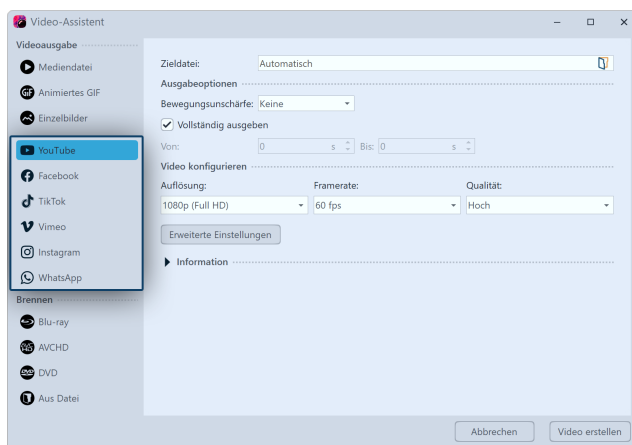 Video-Assistent
Videoausgabe
Mediendatei
GIF Animiertes GIF
Einzelbilder
YouTube
Facebook
TikTok
Vimeo
Instagram
WhatsApp
Brennen
Blu-ray
AVCHD
DVD
Aus Datei
Zieldatei: Automatisch
Ausgabeoptionen
Bewegungsunschärfe: Keine
Vollständig ausgeben
Von: 0 s Bis: 0 s
Video konfigurieren
Auflösung: Framerate: Qualität:
1080p (Full HD) 60 fps Hoch
Erweiterte Einstellungen
Information
Abbrechen Video erstellen